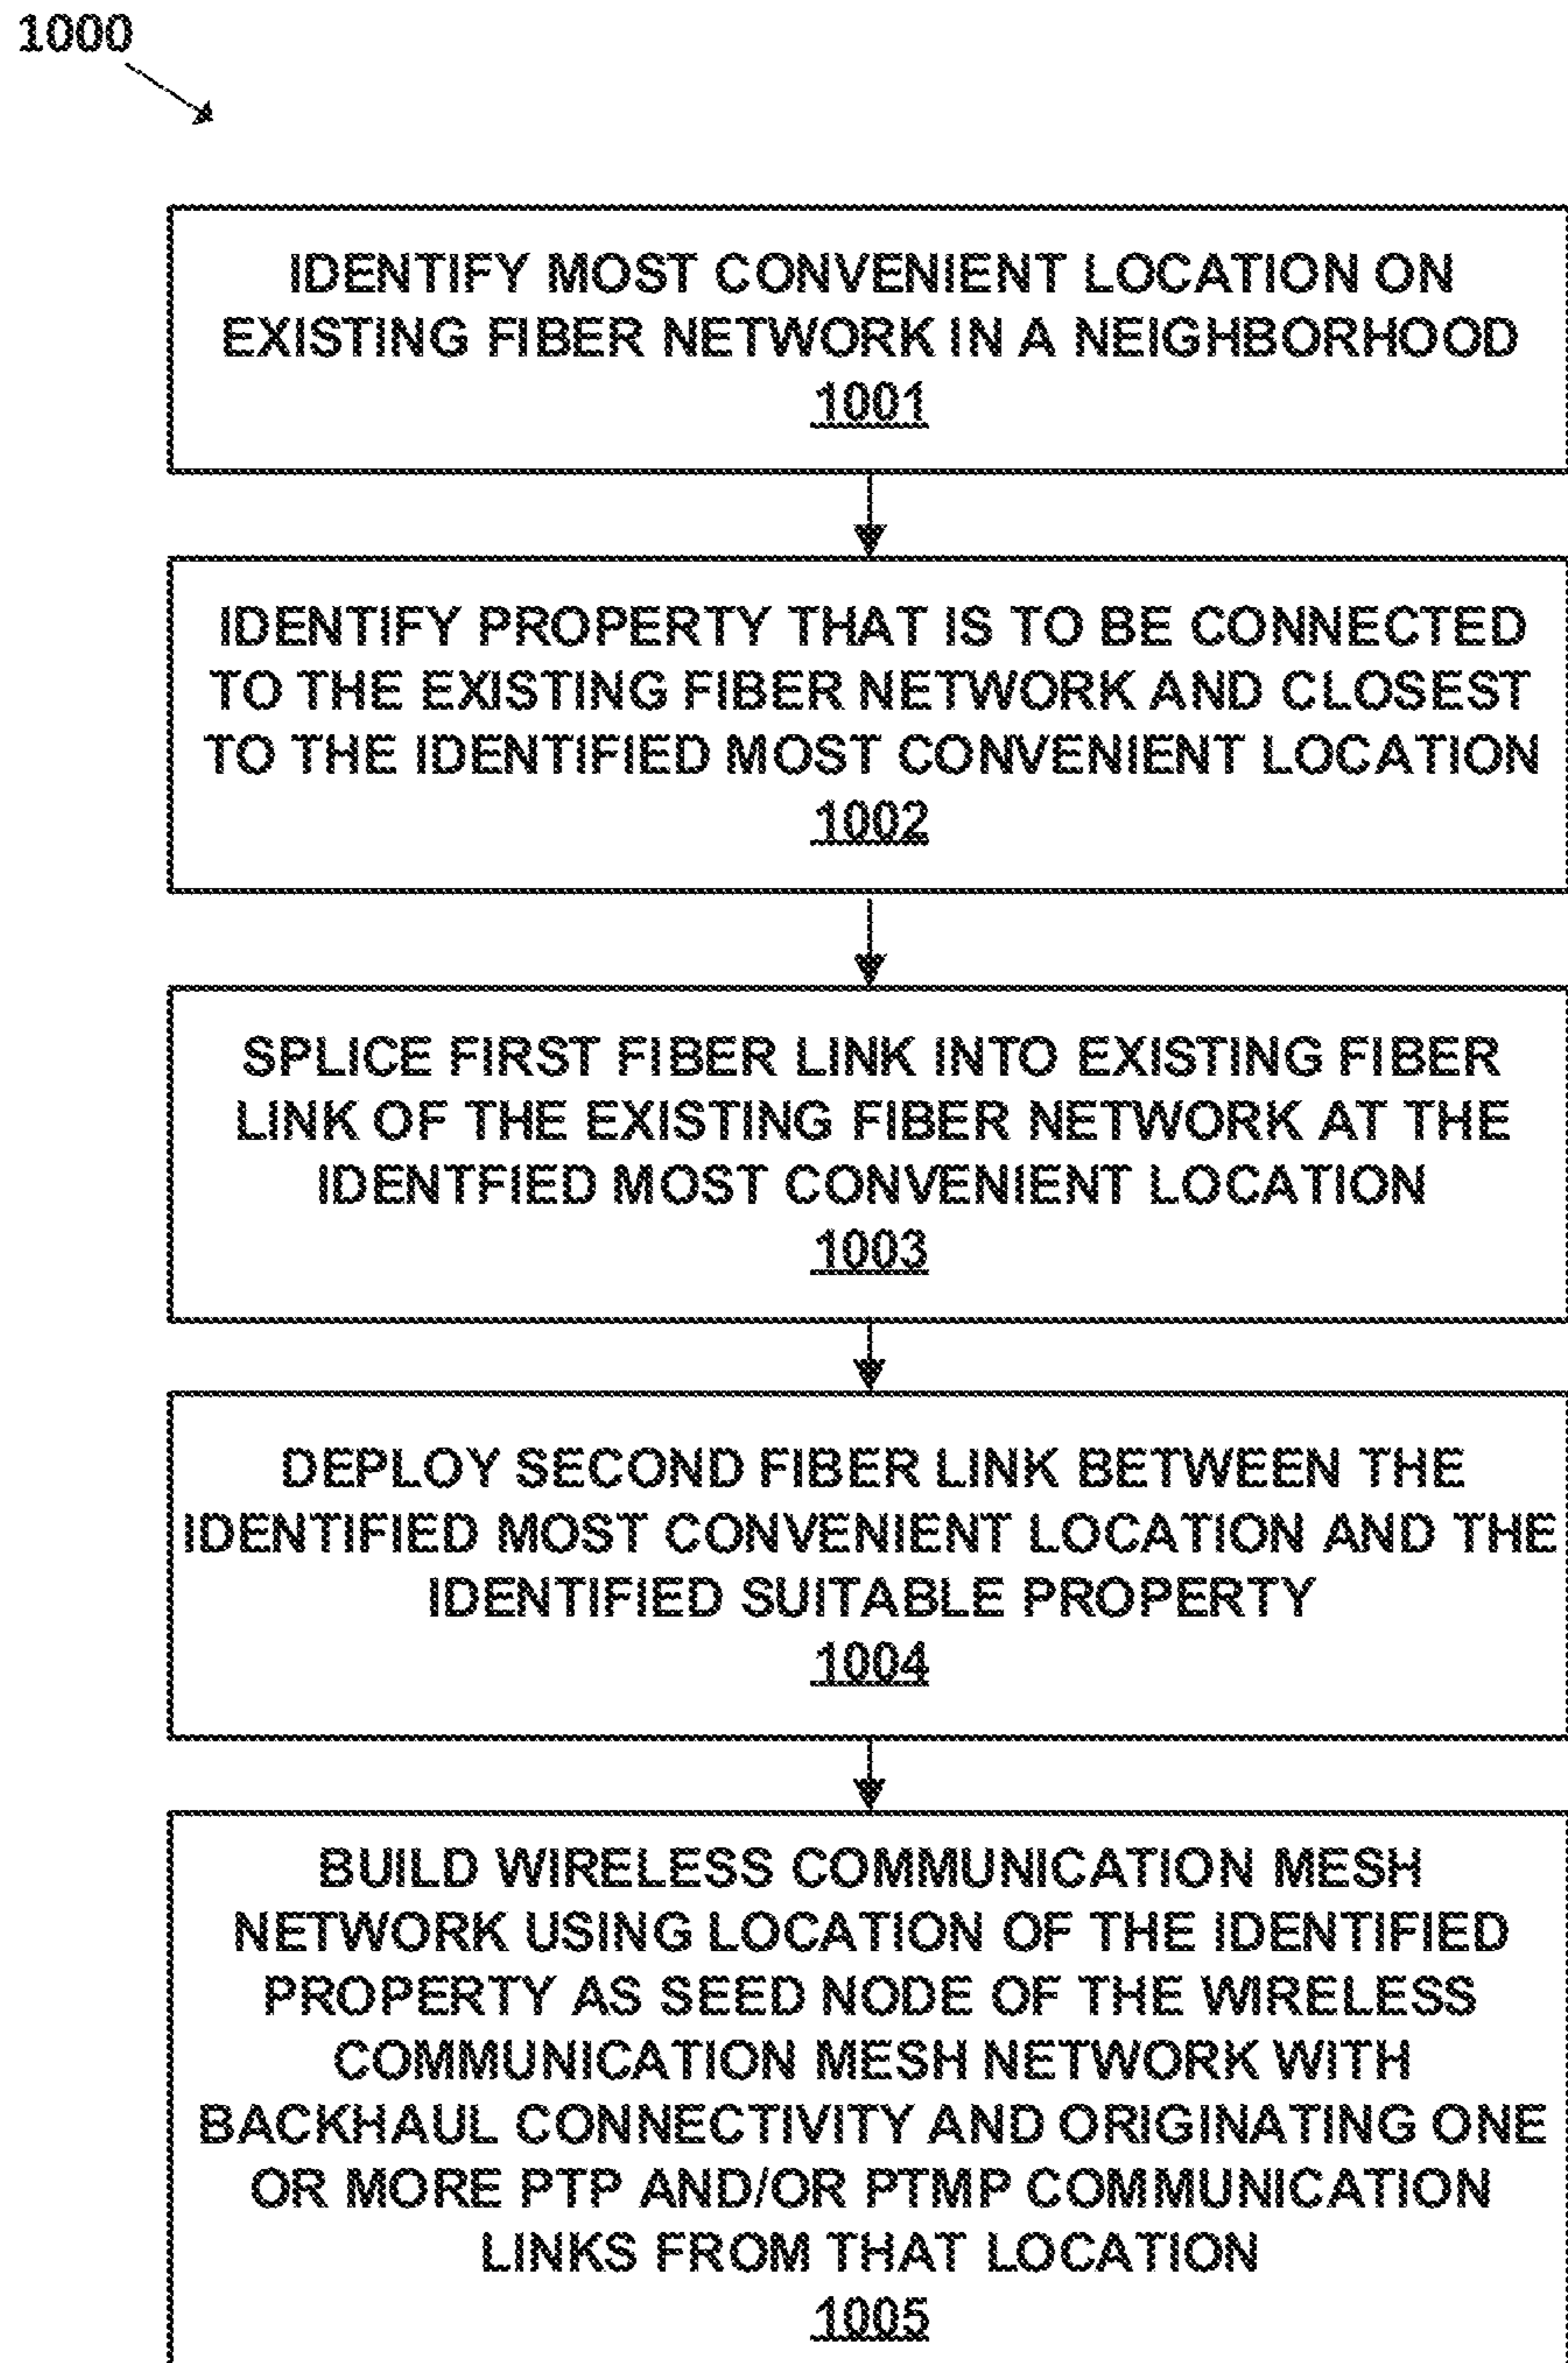 1000
IDENTIFY MOST CONVENIENT LOCATION ON
EXISTING FIBER NETWORK IN A NEIGHBORHOOD
1001
IDENTIFY PROPERTY THAT IS TO BE CONNECTED
TO THE EXISTING FIBER NETWORK AND CLOSEST
TO THE IDENTIFIED MOST CONVENIENT LOCATION
1002
SPLICE FIRST FIBER LINK INTO EXISTING FIBER
LINK OF THE EXISTING FIBER NETWORK AT THE
IDENTFIED MOST CONVENIENT LOCATION
1003
DEPLOY SECOND FIBER LINK BETWEEN THE
IDENTIFIED MOST CONVENIENT LOCATION AND THE
IDENTIFIED SUITABLE PROPERTY
1004
BUILD WIRELESS COMMUNICATION MESH
NETWORK USING LOCATION OF THE IDENTIFIED
PROPERTY AS SEED NODE OF THE WIRELESS
COMMUNICATION MESH NETWORK WITH
BACKHAUL CONNECTIVITY AND ORIGINATING ONE
OR MORE PTP AND/OR PTMP COMMUNICATION
LINKS FROM THAT LOCATION
1005